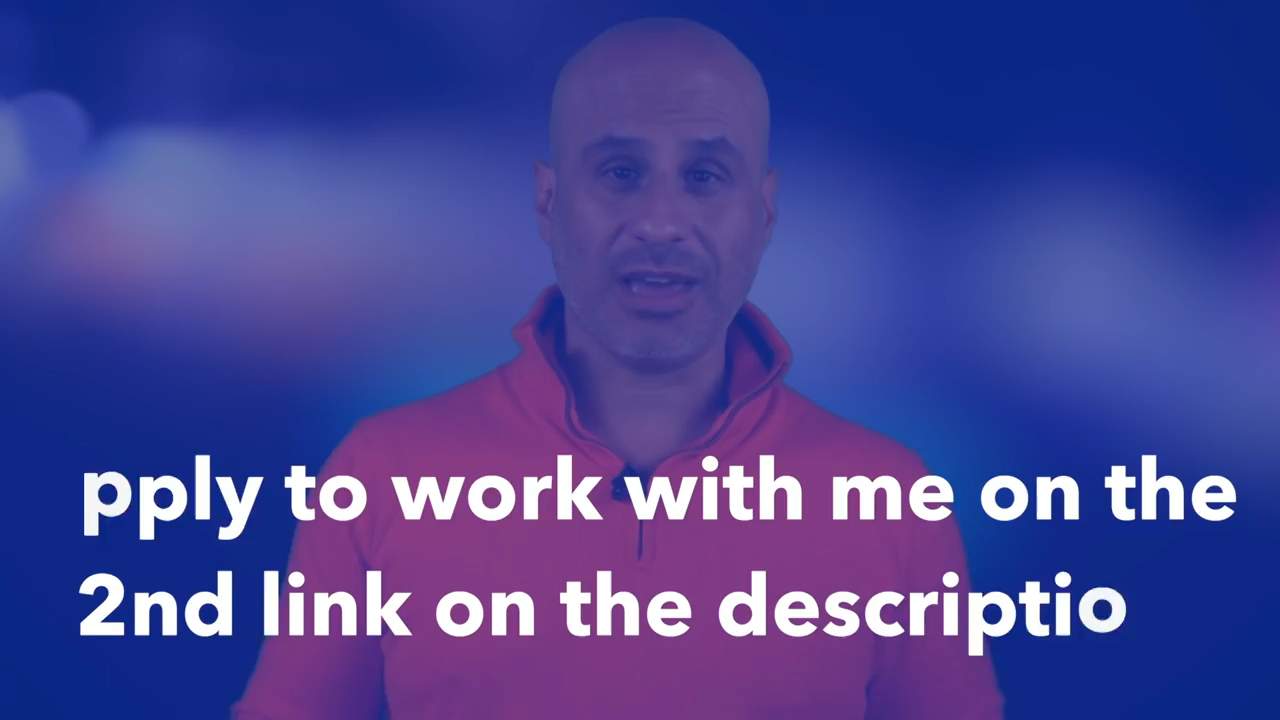 pply to work with me on the
2nd link on the descriptio